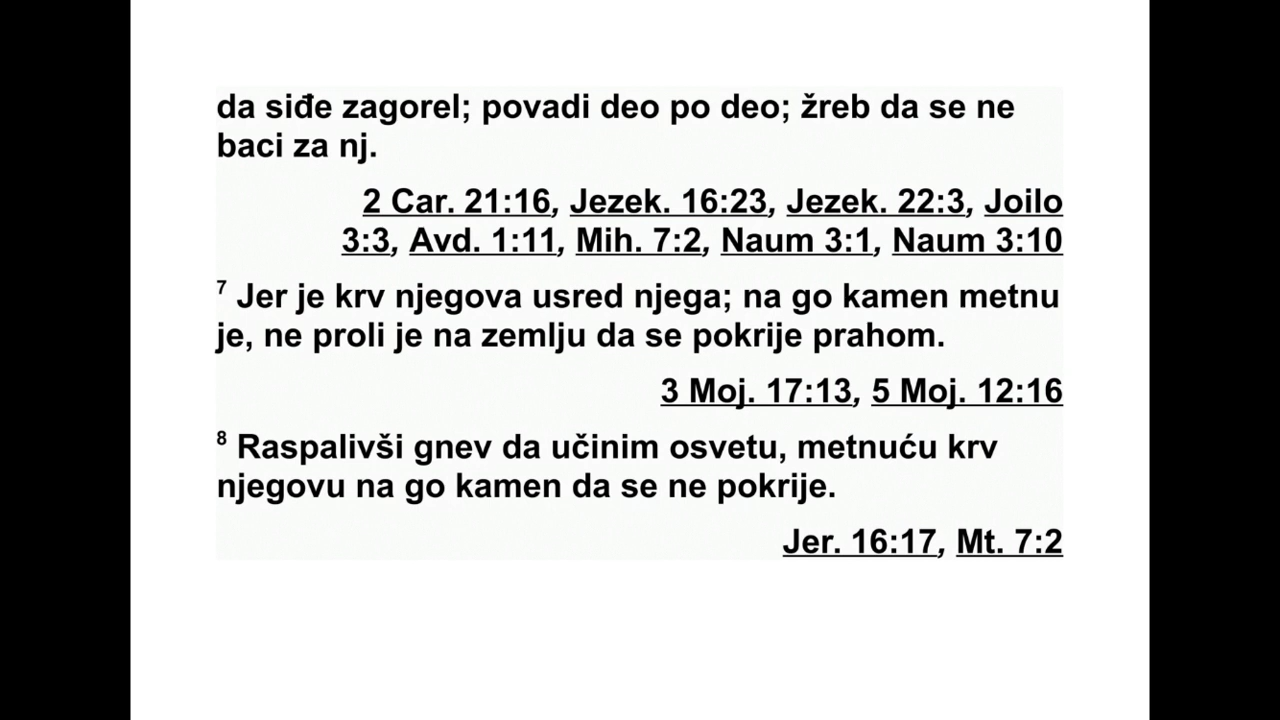 da siđe zagorel; povadi deo po deo; žreb da se ne
baci za nj.
2 Car. 21:16, Jezek. 16:23, Jezek. 22:3, Joilo
3:3, Avd. 1:11, Mih. 7:2, Naum 3:1, Naum 3:10
7 Jer je krv njegova usred njega; na go kamen metnu
je, ne proli je na zemlju da se pokrije prahom.
3 Moj. 17:13, 5 Moj. 12:16
8 Raspalivši gnev da učinim osvetu, metnuću krv
njegovu na go kamen da se ne pokrije.
Jer. 16:17, Mt. 7:2